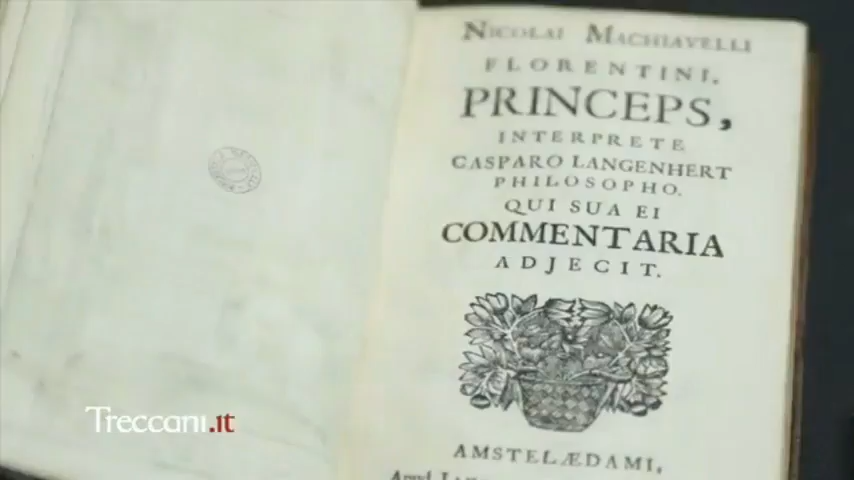 NICOLAI MACHIAVELLI
FLORENTINI,
PRINCEPS,
INTERPRETE
CASPARO LANGENHERT
PHILOSOPHO.
QUI SUA EI
COMMENTARIA
ADJECIT.
AMSTELÆDAMI,
Treccani.it